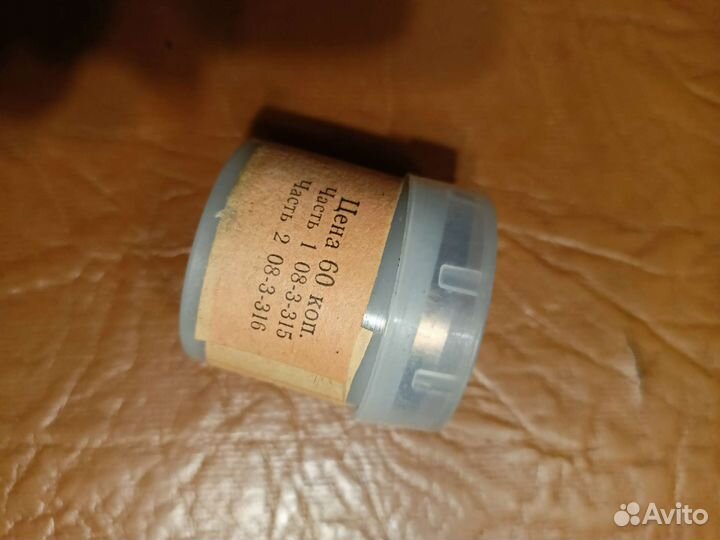 Цена 60 коп.
Часть 1 08-3-315
Часть 2 08-3-316
Avito